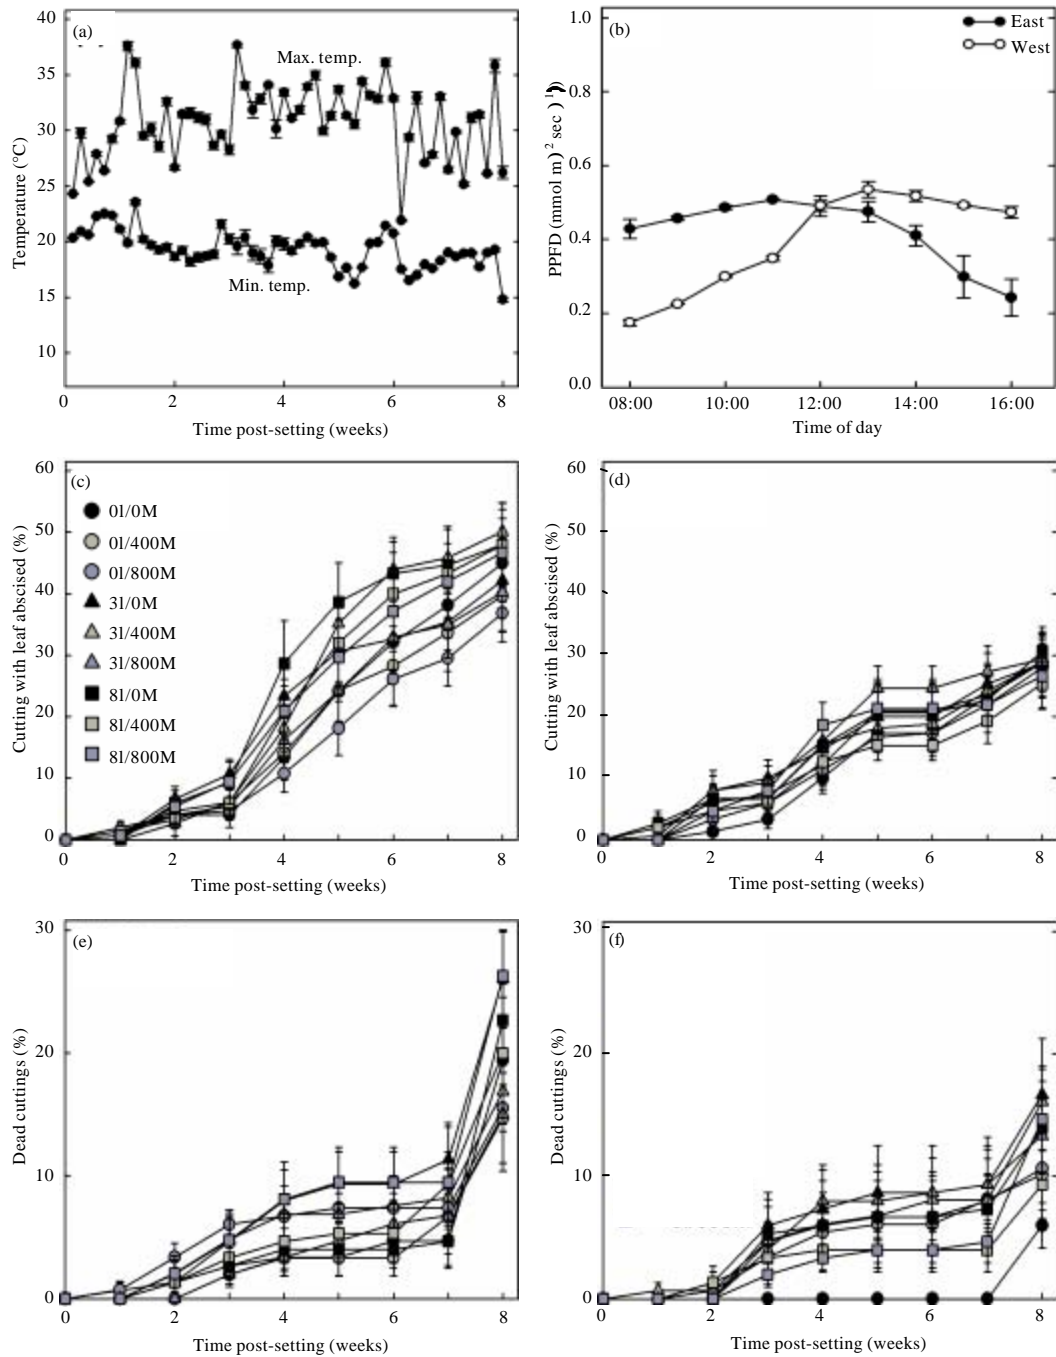 (a)
Max. temp.
Min. temp.
Temperature (°C)
40
35
30
25
20
15
10
0 2 4 6 8
Time post-setting (weeks)
(b)
East
West
PPFD (mmol m)2 sec )1)
1.0
0.8
0.6
0.4
0.2
0.0
08:00 10:00 12:00 14:00 16:00
Time of day
(c)
0l/0M
0l/400M
0l/800M
3l/0M
3l/400M
3l/800M
8l/0M
8l/400M
8l/800M
Cutting with leaf abscised (%)
60
50
40
30
20
10
0
0 2 4 6 8
Time post-setting (weeks)
(d)
Cutting with leaf abscised (%)
60
50
40
30
20
10
0
0 2 4 6 8
Time post-setting (weeks)
(e)
Dead cuttings (%)
30
20
10
0
0 2 4 6 8
Time post-setting (weeks)
(f)
Dead cuttings (%)
30
20
10
0
0 2 4 6 8
Time post-setting (weeks)